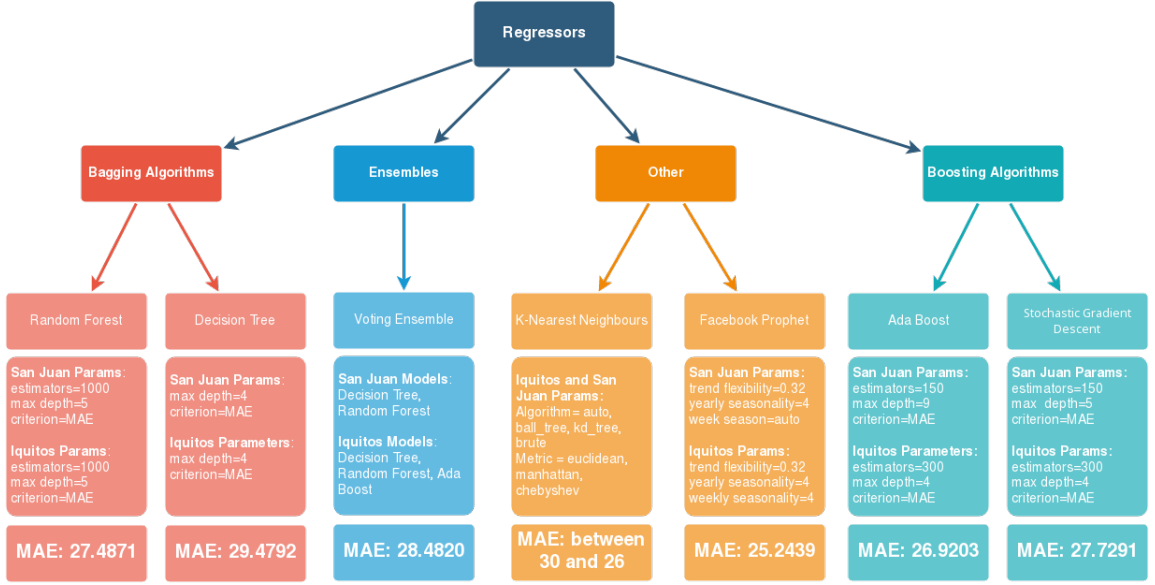 Regressors
Bagging Algorithms
Ensembles
Other
Boosting Algorithms
Random Forest
Decision Tree
Voting Ensemble
K-Nearest Neighbours
Facebook Prophet
Ada Boost
Stochastic Gradient
Descent
San Juan Params:
estimators=1000
max depth=5
criterion=MAE
Iquitos Params:
estimators=1000
max depth=5
criterion=MAE
San Juan Params:
max depth=4
criterion=MAE
Iquitos Parameters:
max depth=4
criterion=MAE
San Juan Models:
Decision Tree,
Random Forest
Iquitos Models:
Decision Tree,
Random Forest, Ada
Boost
Iquitos and San
Juan Params:
Algorithm= auto,
ball_tree, kd_tree,
brute
Metric = euclidean,
manhattan,
chebyshev
San Juan Params:
trend flexibility=0.32
yearly seasonality=4
week season=auto
Iquitos Params:
trend flexibility=0.32
yearly seasonality=4
weekly seasonality=4
San Juan Params:
estimators=150
max depth=9
criterion=MAE
Iquitos Parameters:
estimators=300
max depth=4
criterion=MAE
San Juan Params:
estimators=150
max  depth=5
criterion=MAE
Iquitos Params:
estimators=300
max depth=4
criterion=MAE
MAE: 27.4871
MAE: 29.4792
MAE: 28.4820
MAE: between
30 and 26
MAE: 25.2439
MAE: 26.9203
MAE: 27.7291